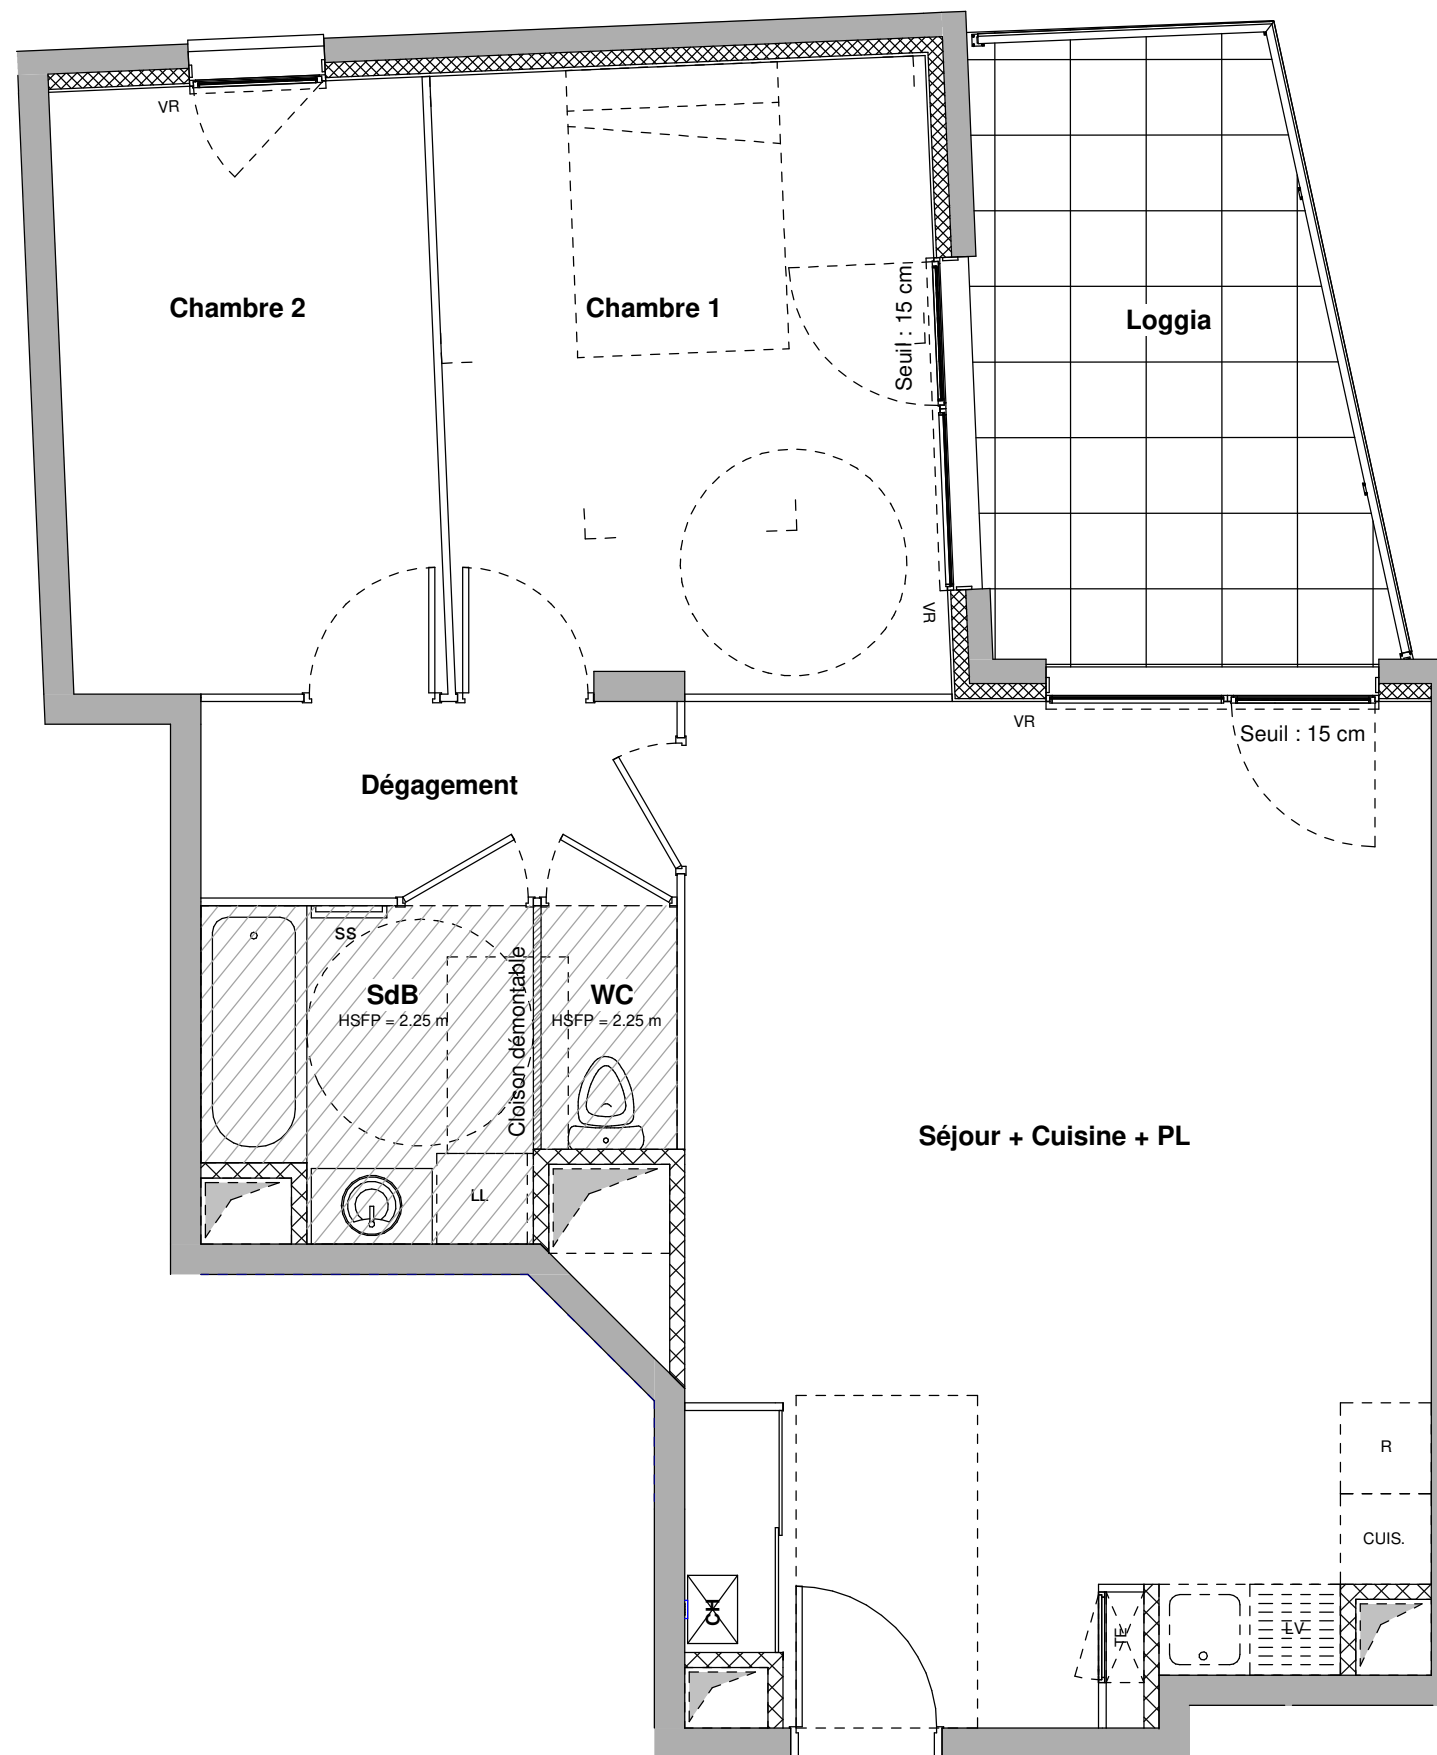 VR
Chambre 2
Chambre 1
Seuil : 15 cm
Loggia
VR
VR
Seuil : 15 cm
Dégagement
SS
SdB
HSFP = 2.25 m
Cloison démontable
WC
HSFP = 2.25 m
Séjour + Cuisine + PL
LL
R
CUIS.
CH
TE
LV